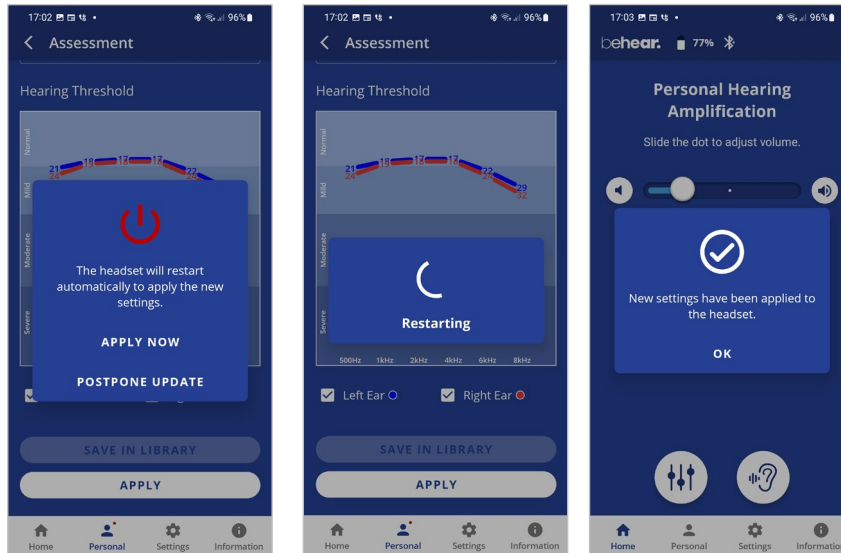 17:02
96%
Assessment
Hearing Threshold
Normal
Mild
Moderate
Severe
21 18 17 17 22
24
The headset will restart
automatically to apply the new
settings.
APPLY NOW
POSTPONE UPDATE
SAVE IN LIBRARY
APPLY
Home Personal Settings Information
17:02
96%
Assessment
Hearing Threshold
Normal
Mild
Moderate
Severe
21 18 17 17 22 29
24 32
Restarting
500Hz 1kHz 2kHz 4kHz 6kHz 8kHz
Left Ear Right Ear
SAVE IN LIBRARY
APPLY
Home Personal Settings Information
17:03
96%
behear. 77%
Personal Hearing
Amplification
Slide the dot to adjust volume.
New settings have been applied to
the headset.
OK
Home Personal Settings Information